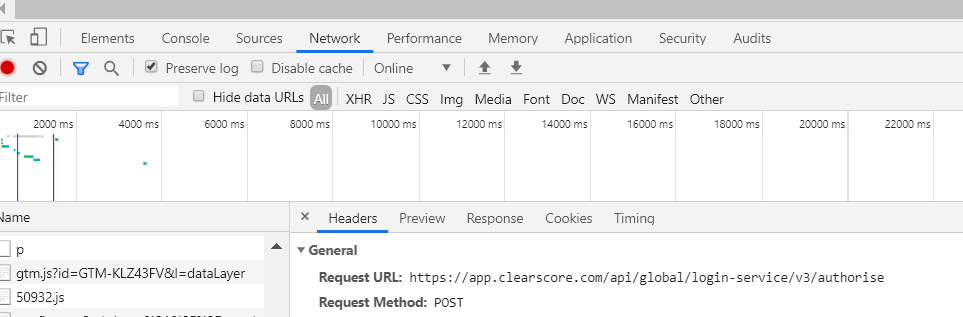 Elements Console Sources Network Performance Memory Application Security Audits
Preserve log Disable cache Online
Filter Hide data URLs All XHR JS CSS Img Media Font Doc WS Manifest Other
2000 ms 4000 ms 6000 ms 8000 ms 10000 ms 12000 ms 14000 ms 16000 ms 18000 ms 20000 ms 22000 ms
Name × Headers Preview Response Cookies Timing
p General
gtm.js?id=GTM-KLZ43FV&l=dataLayer Request URL: https://app.clearscore.com/api/global/login-service/v3/authorise
50932.js Request Method: POST